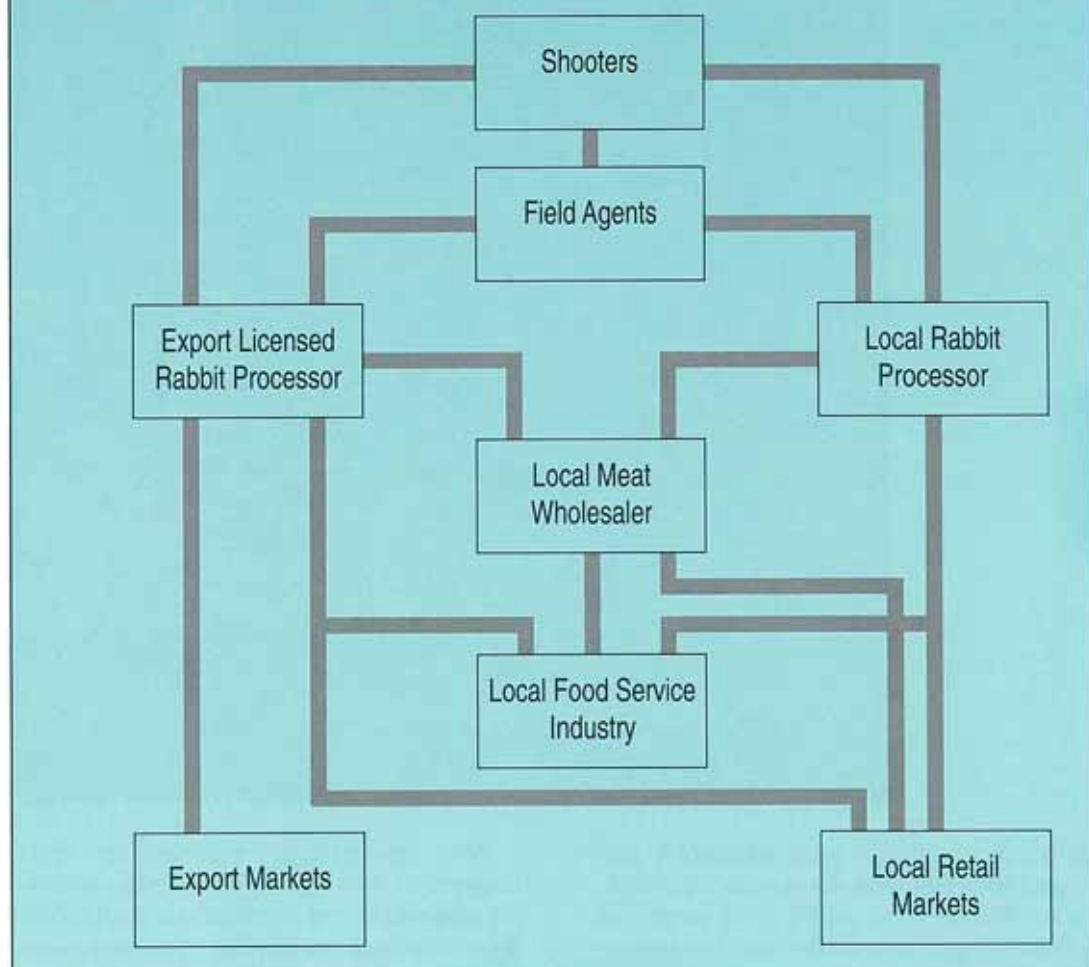 Shooters
Field Agents
Export Licensed
Rabbit Processor
Local Rabbit
Processor
Local Meat
Wholesaler
Local Food Service
Industry
Export Markets
Local Retail
Markets